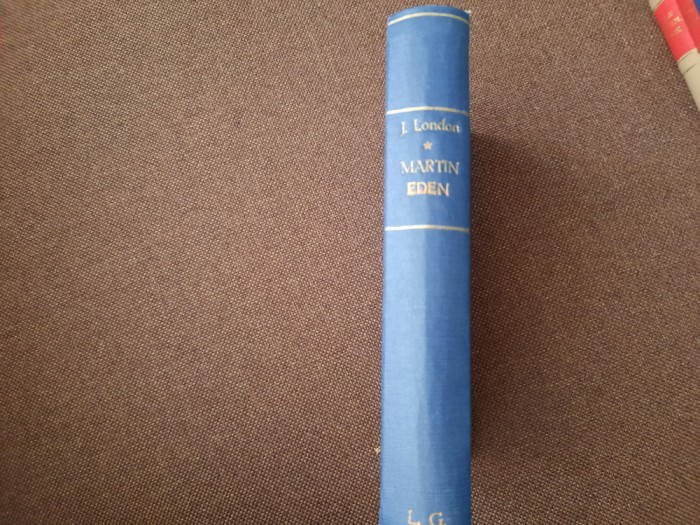 J. London
*
MARTIN
EDEN
L. G.